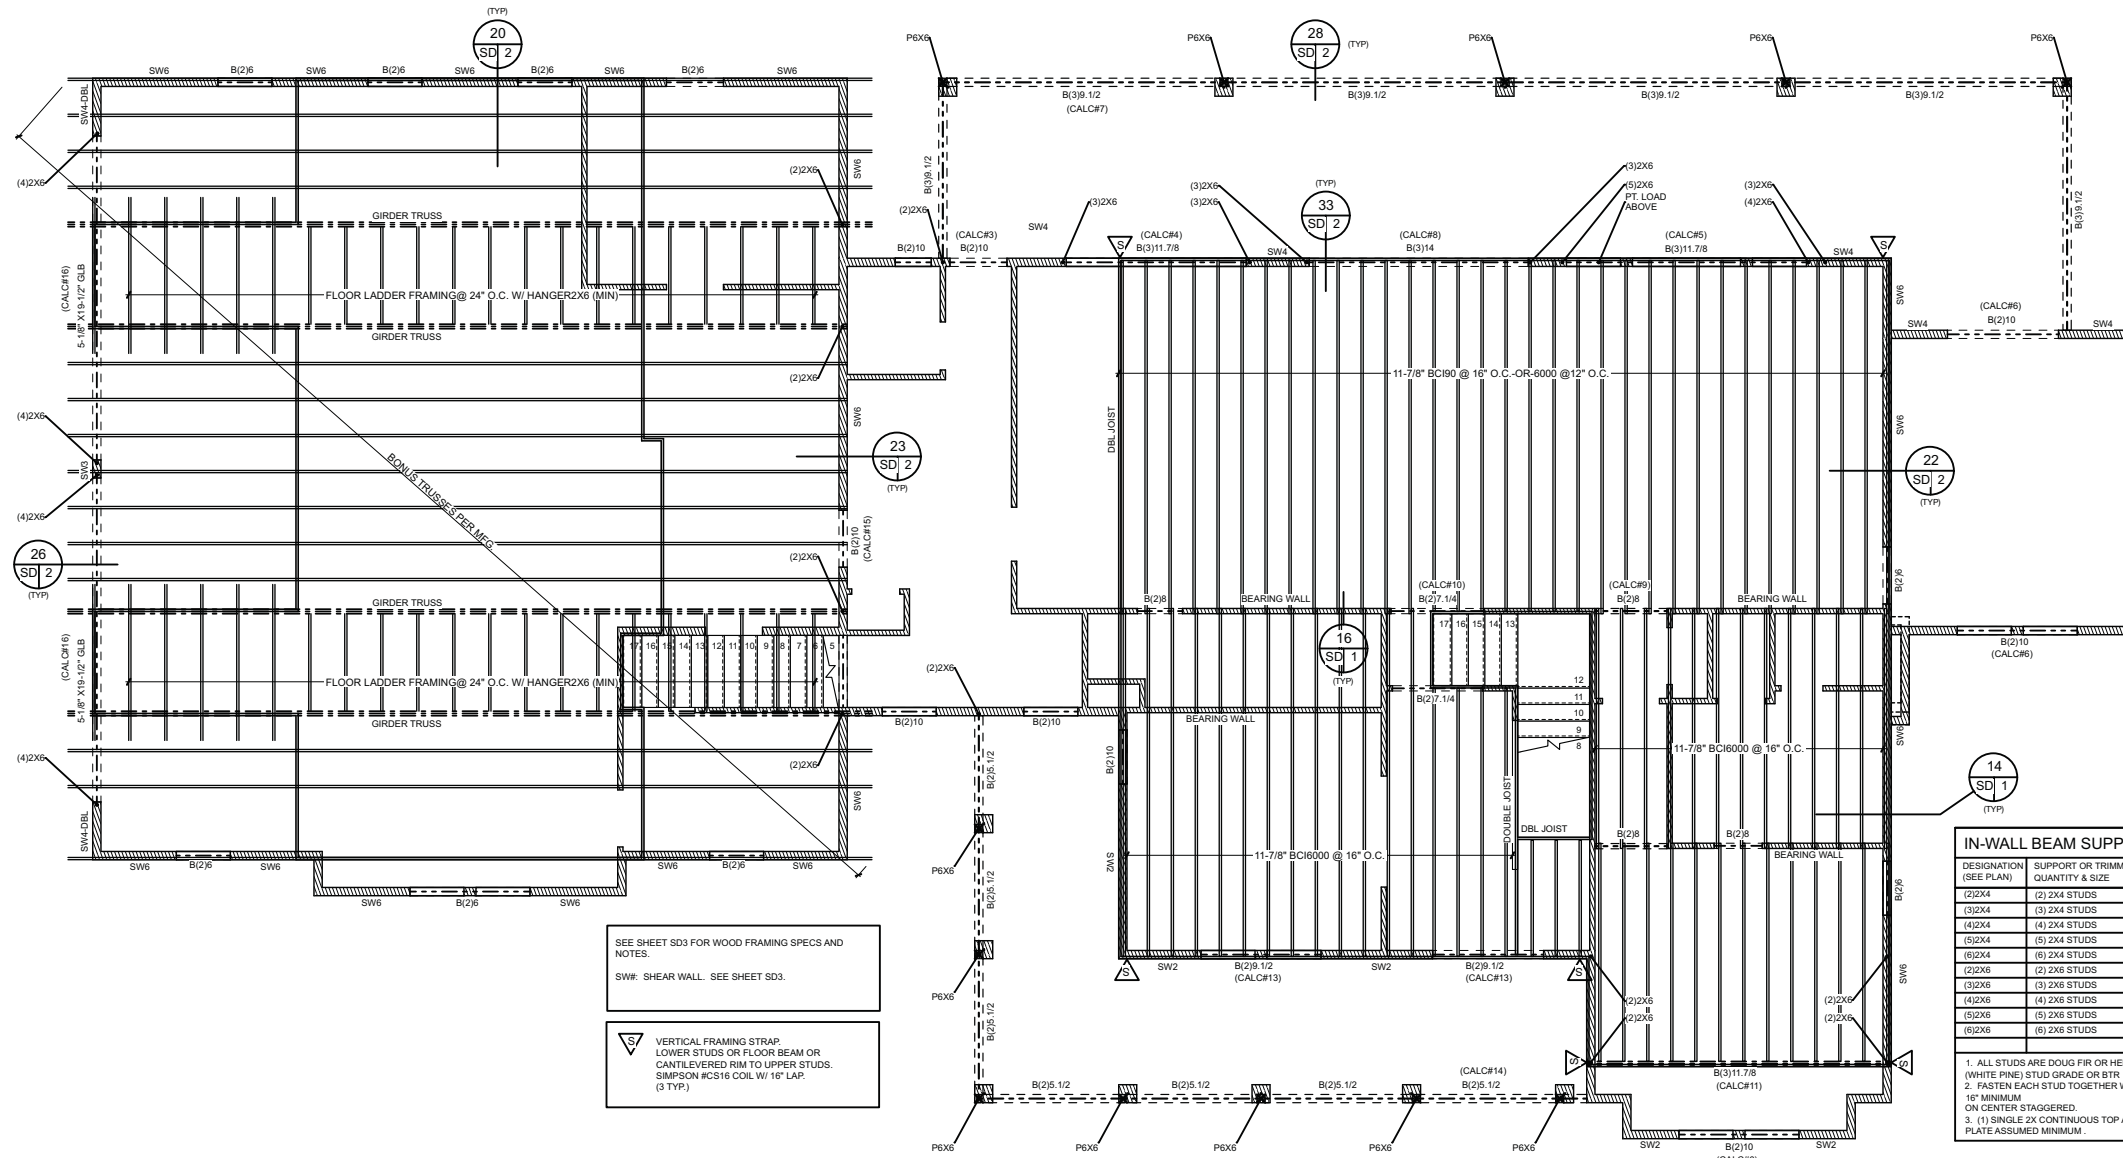 (TYP)
20
SD 2
SW6
B(2)6
SW6
B(2)6
SW6
B(2)6
SW6
B(2)6
SW6
P6X6
P6X6
28
SD 2
(TYP)
P6X6
P6X6
P6X6
B(3)9.1/2
(CALC#7)
B(3)9.1/2
B(3)9.1/2
B(3)9.1/2
SW4-DBL
(4)2X6
SW6
(2)2X6
B(3)9.1/2
(2)2X6
(3)2X6
(3)2X6
(3)2X6
(TYP)
33
SD 2
(3)2X6
(5)2X6
PT. LOAD
ABOVE
(3)2X6
(4)2X6
B(3)9.1/2
GIRDER TRUSS
B(2)10
(CALC#3)
B(2)10
SW4
S
(CALC#4)
B(3)11.7/8
SW4
(CALC#8)
B(3)14
(CALC#5)
B(3)11.7/8
SW4
S
(CALC#16)
5-1/8" X19-1/2" GLB
FLOOR LADDER FRAMING@ 24" O.C. W/ HANGER2X6 (MIN)
GIRDER TRUSS
SW6
SW4
(CALC#6)
B(2)10
SW4
(2)2X6
11-7/8" BCI90 @ 16" O.C.-OR-6000 @12" O.C.
(4)2X6
SW3
(4)2X6
SW6
DBL JOIST
SW6
BONUS TRUSSES PER MFG.
23
SD 2
(TYP)
22
SD 2
(TYP)
26
SD 2
(TYP)
B(2)10
(CALC#15)
(2)2X6
GIRDER TRUSS
B(2)8
BEARING WALL
(CALC#10)
B(2)7.1/4
(CALC#9)
B(2)8
BEARING WALL
B(2)6
(CALC#16)
5-1/8" X19-1/2" GLB
17 16 15 14 13 12 11 10 9 8 7 6 5
FLOOR LADDER FRAMING@ 24" O.C. W/ HANGER2X6 (MIN)
GIRDER TRUSS
(2)2X6
17 16 15 14 13
16
SD 1
(TYP)
B(2)10
(CALC#6)
12
11
10
9
8
B(2)7.1/4
B(2)10
B(2)10
BEARING WALL
SW6
(4)2X6
(2)2X6
B(2)5.1/2
B(2)10
11-7/8" BCI6000 @ 16" O.C.
14
SD 1
(TYP)
SW4-DBL
SW6
DOUBLE JOIST
DBL JOIST
B(2)8
B(2)8
BEARING WALL
SW6
B(2)6
SW6
SW6
B(2)6
SW6
SW6
B(2)6
SW6
P6X6
B(2)5.1/2
SW2
11-7/8" BCI6000 @ 16" O.C.
B(2)6
SEE SHEET SD3 FOR WOOD FRAMING SPECS AND
NOTES.
SW#: SHEAR WALL. SEE SHEET SD3.
S
VERTICAL FRAMING STRAP.
LOWER STUDS OR FLOOR BEAM OR
CANTILEVERED RIM TO UPPER STUDS.
SIMPSON #CS16 COIL W/ 16" LAP.
(3 TYP.)
P6X6
B(2)5.1/2
S
SW2
B(2)9.1/2
(CALC#13)
SW2
B(2)9.1/2
(CALC#13)
S
SW6
(2)2X6
(2)2X6
(2)2X6
(2)2X6
S
B(3)11.7/8
(CALC#11)
S
B(2)5.1/2
B(2)5.1/2
B(2)5.1/2
(CALC#14)
B(2)5.1/2
P6X6
P6X6
P6X6
P6X6
P6X6
SW2
B(2)10
SW2
IN-WALL BEAM SUPP
DESIGNATION
(SEE PLAN)
SUPPORT OR TRIMM
QUANTITY & SIZE
(2)2X4 (2) 2X4 STUDS
(3)2X4 (3) 2X4 STUDS
(4)2X4 (4) 2X4 STUDS
(5)2X4 (5) 2X4 STUDS
(6)2X4 (6) 2X4 STUDS
(2)2X6 (2) 2X6 STUDS
(3)2X6 (3) 2X6 STUDS
(4)2X6 (4) 2X6 STUDS
(5)2X6 (5) 2X6 STUDS
(6)2X6 (6) 2X6 STUDS
1. ALL STUDS ARE DOUG FIR OR HE
(WHITE PINE) STUD GRADE OR BTR
2. FASTEN EACH STUD TOGETHER W
16" MINIMUM
ON CENTER STAGGERED.
3. (1) SINGLE 2X CONTINUOUS TOP A
PLATE ASSUMED MINIMUM .